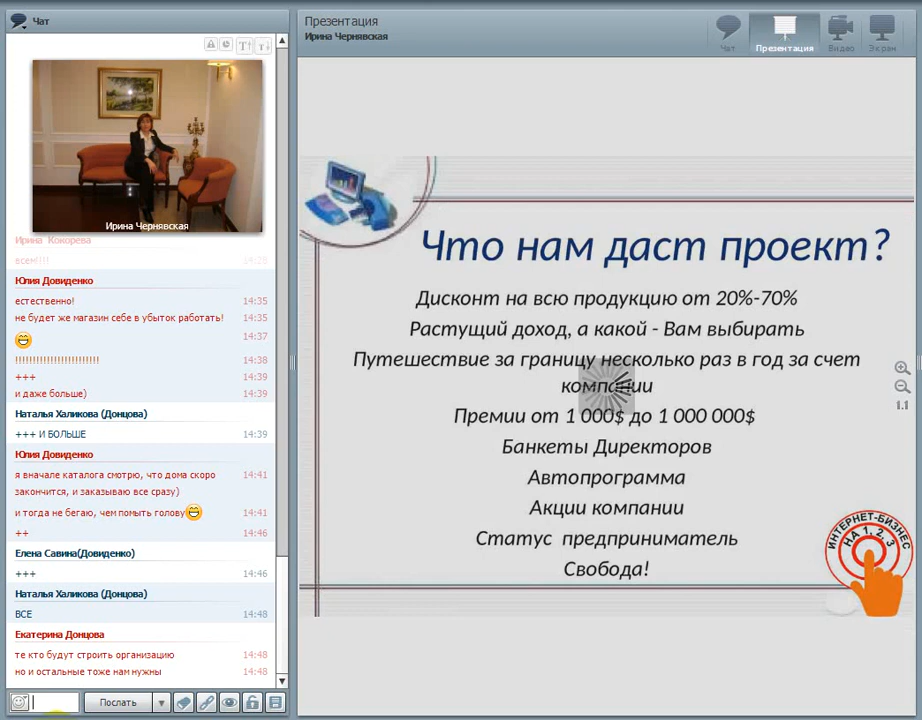 Чат
Ирина Чернявская
Ирина Кокорева
всем!!!! 14:28
Юлия Довиденко
естественно! 14:35
не будет же магазин себе в убыток работать! 14:35
14:37
!!!!!!!!!!!!!!!!!!!!!!!! 14:38
+++ 14:39
и даже больше) 14:39
Наталья Халикова (Донцова)
+++ И БОЛЬШЕ 14:39
Юлия Довиденко
я вначале каталога смотрю, что дома скоро 14:41
закончится, и заказываю все сразу)
и тогда не бегаю, чем помыть голову 14:41
++ 14:46
Елена Савина(Довиденко)
+++ 14:46
Наталья Халикова (Донцова)
ВСЕ 14:48
Екатерина Донцова
те кто будут строить организацию 14:48
но и остальные тоже нам нужны 14:48
Послать
Презентация
Ирина Чернявская
Чат Презентация Видео Экран
Что нам даст проект?
Дисконт на всю продукцию от 20%-70%
Растущий доход, а какой - Вам выбирать
Путешествие за границу несколько раз в год за счет
компании
Премии от 1 000$ до 1 000 000$
Банкеты Директоров
Автопрограмма
Акции компании
Статус предприниматель
Свобода!
ИНТЕРНЕТ-БИЗНЕС
НА 1, 2, 3
1.1